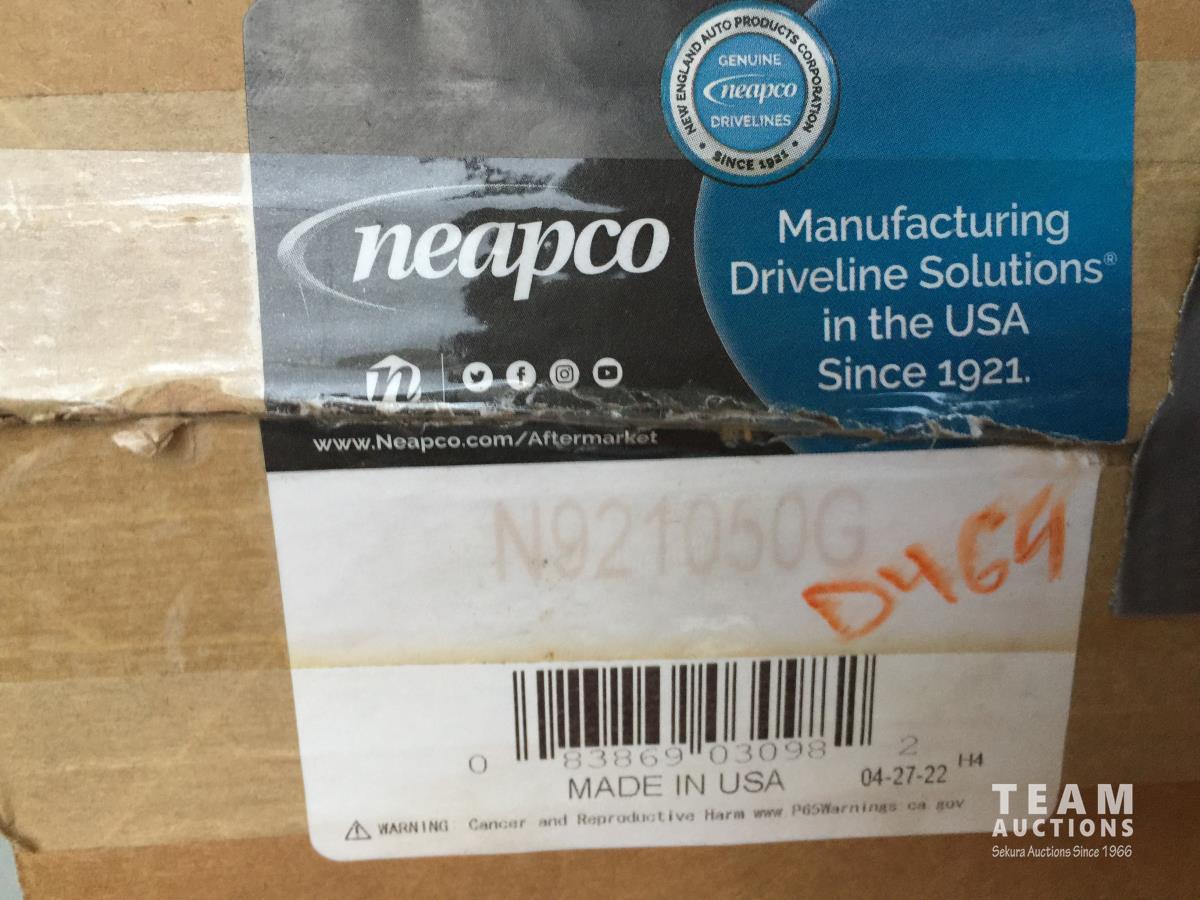 NEW ENGLAND AUTO PRODUCTS CORPORATION
GENUINE
neapco
DRIVELINES
• SINCE 1921 •
neapco
Manufacturing
Driveline Solutions®
in the USA
Since 1921.
n
www.Neapco.com/Aftermarket
N921050G
D4G9
0 83869 03098 2
MADE IN USA
04-27-22 H4
WARNING Cancer and Reproductive Harm www.P65Warnings.ca.gov
TEAM
AUCTIONS
Sekura Auctions Since 1966